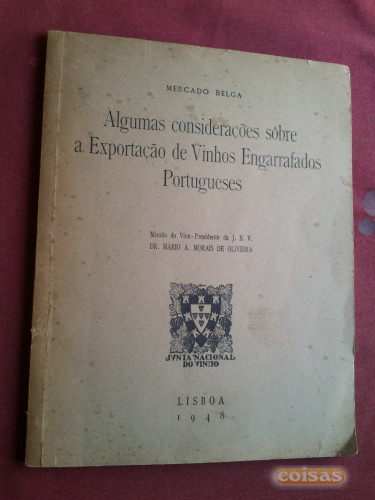 MERCADO BELGA
Algumas considerações sôbre
a Exportação de Vinhos Engarrafados
Portugueses
Missão do Vice-Presidente da J. N. V.
DR. MÁRIO A. MORAIS DE OLIVEIRA
JVNTA NACIONAL
DO VINHO
LISBOA
1948
coisas